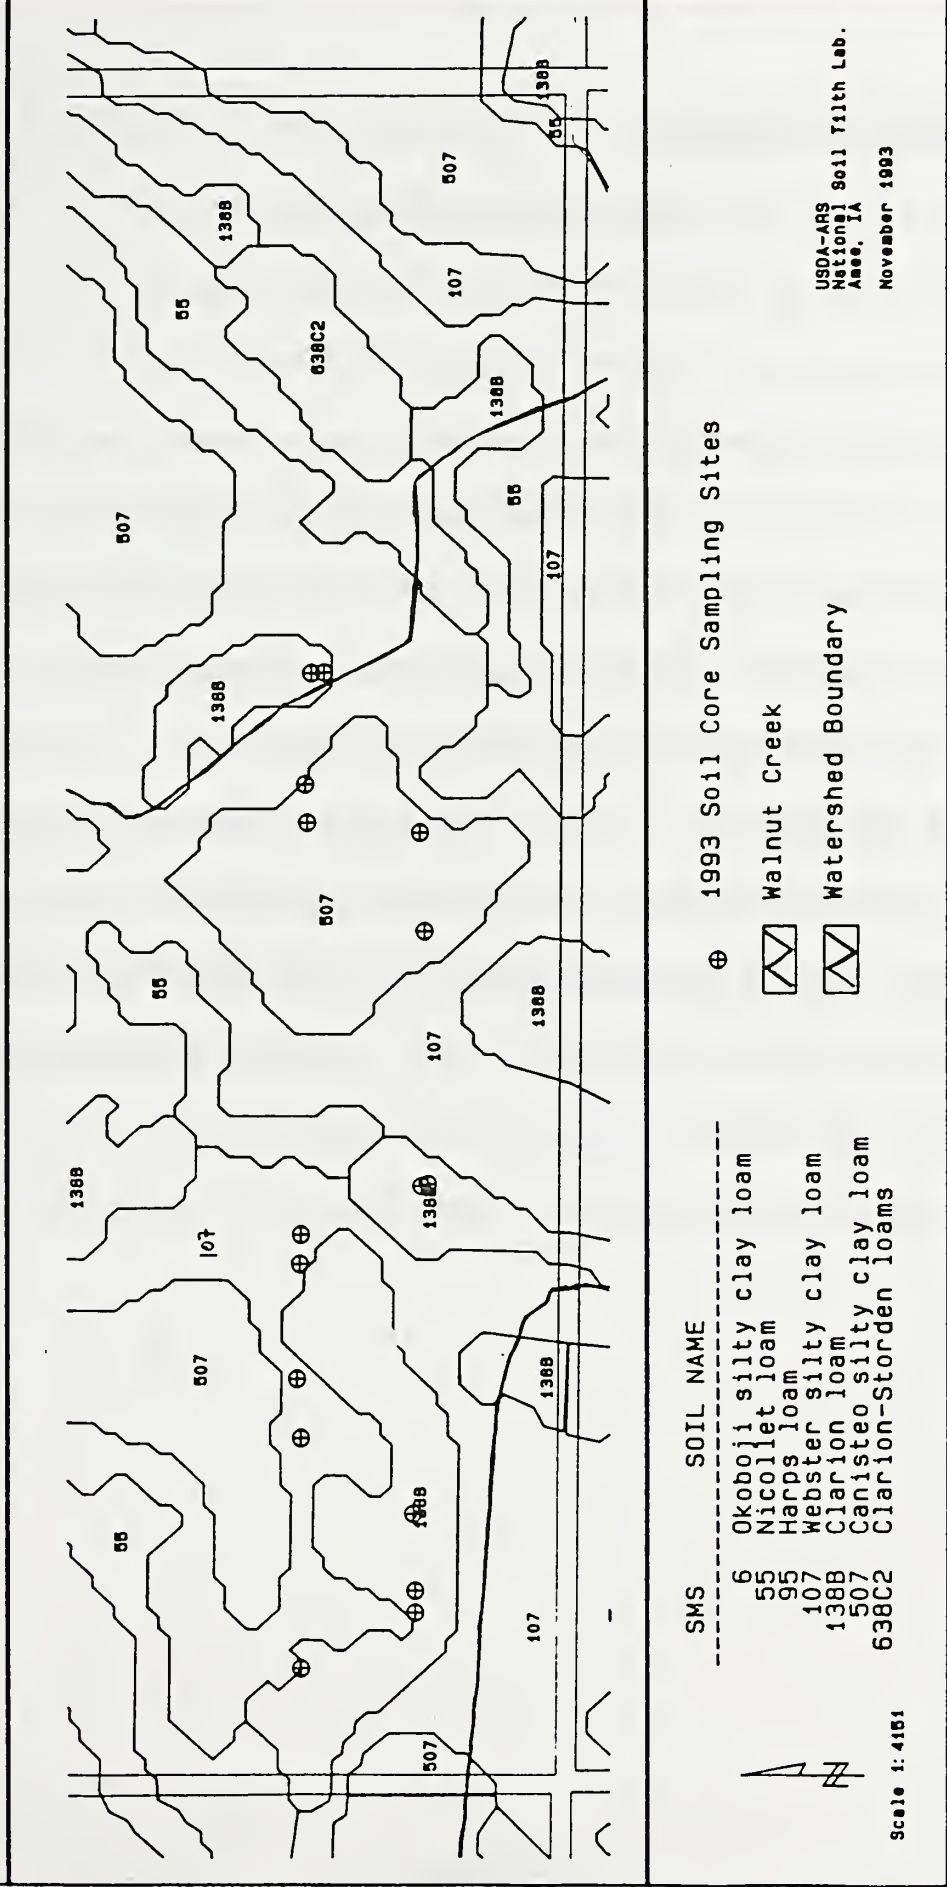 138B
55
507
55
55
507
107
138B
138B
507
638C2
507
138B
138B
107
107
507
138B
55
107
138B
138B
107
55
138B
SMS SOIL NAME
6 Okoboji silty clay loam
55 Nicollet loam
95 Harps loam
107 Webster silty clay loam
138B Clarion loam
507 Canisteo silty clay loam
638C2 Clarion-Storden loams
1993 Soil Core Sampling Sites
Walnut Creek
Watershed Boundary
N
Scale 1:4151
USDA-ARS
National Soil Tilth Lab.
Ames, IA
November 1993